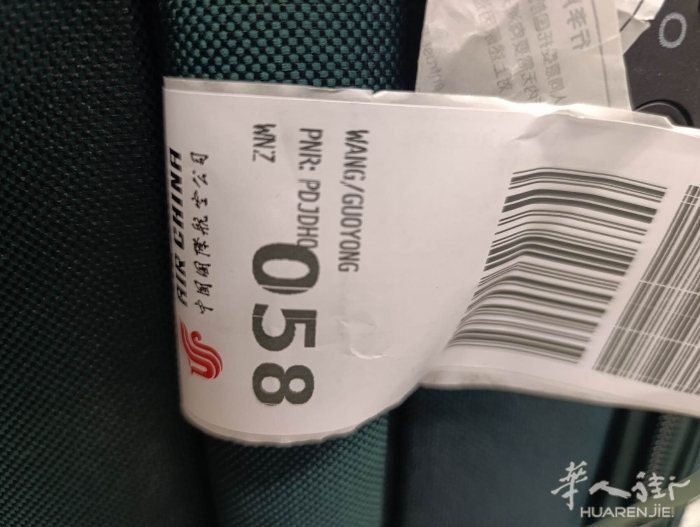 AIR CHINA
中国国际航空公司
WANG/GUOYONG
PNR: PDJDHQ
WNZ
058
华人街
HUARENJIE